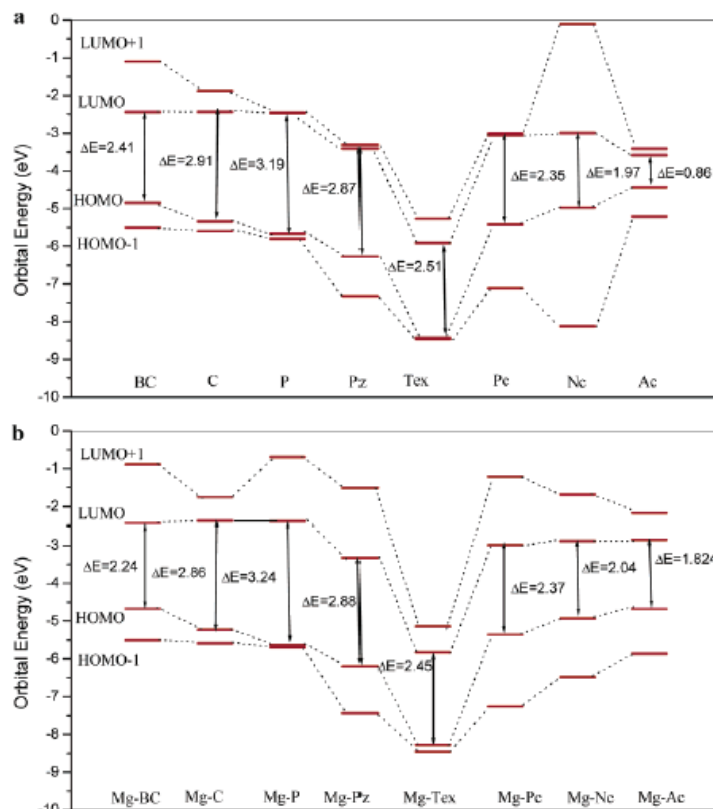 a
0
-1
-2
-3
-4
-5
-6
-7
-8
-9
-10
Orbital Energy (eV)
LUMO+1
LUMO
HOMO
HOMO-1
ΔE=2.41
ΔE=2.91
ΔE=3.19
ΔE=2.87
ΔE=2.51
ΔE=2.35
ΔE=1.97
ΔE=0.86
BC C P Pz Tex Pc Nc Ac
b
0
-1
-2
-3
-4
-5
-6
-7
-8
-9
-10
Orbital Energy (eV)
LUMO+1
LUMO
HOMO
HOMO-1
ΔE=2.24
ΔE=2.86
ΔE=3.24
ΔE=2.88
ΔE=2.45
ΔE=2.37
ΔE=2.04
ΔE=1.824
Mg-BC Mg-C Mg-P Mg-Pz Mg-Tex Mg-Pc Mg-Nc Mg-Ac